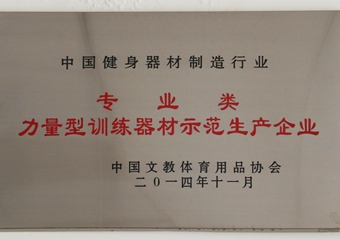 中国健身器材制造行业
专业类
力量型训练器材示范生产企业
中国文教体育用品协会
二〇一四年十一月